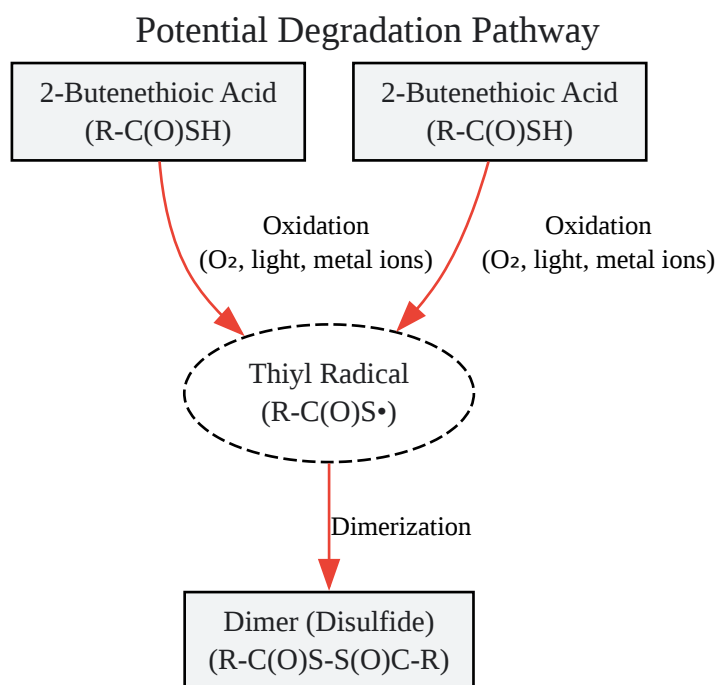 Potential Degradation Pathway
2-Butenethioic Acid
(R-C(O)SH)
2-Butenethioic Acid
(R-C(O)SH)
Oxidation
(O₂, light, metal ions)
Oxidation
(O₂, light, metal ions)
Thiyl Radical
(R-C(O)S•)
Dimerization
Dimer (Disulfide)
(R-C(O)S-S(O)C-R)